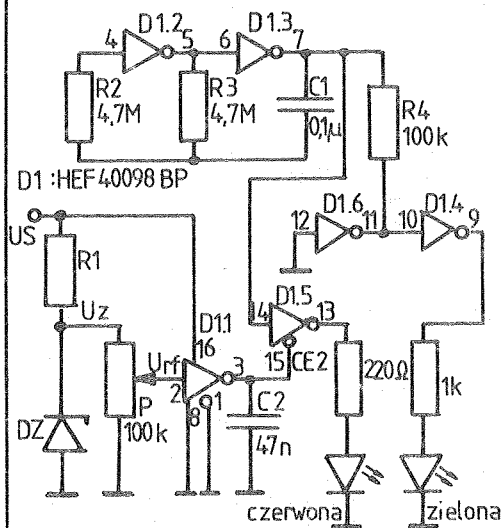 D1.2
D1.3
4
5
6
7
R2
4,7M
R3
4,7M
C1
0,1µ
R4
100k
D1 :HEF 40098 BP
US
R1
Uz
D1.6
12
11
D1.4
10
9
D1.5
14
13
15
CE2
D1.1
16
Urf
2
3
1
8
P
100k
DZ
C2
47n
220Ω
1k
czerwona
zielona